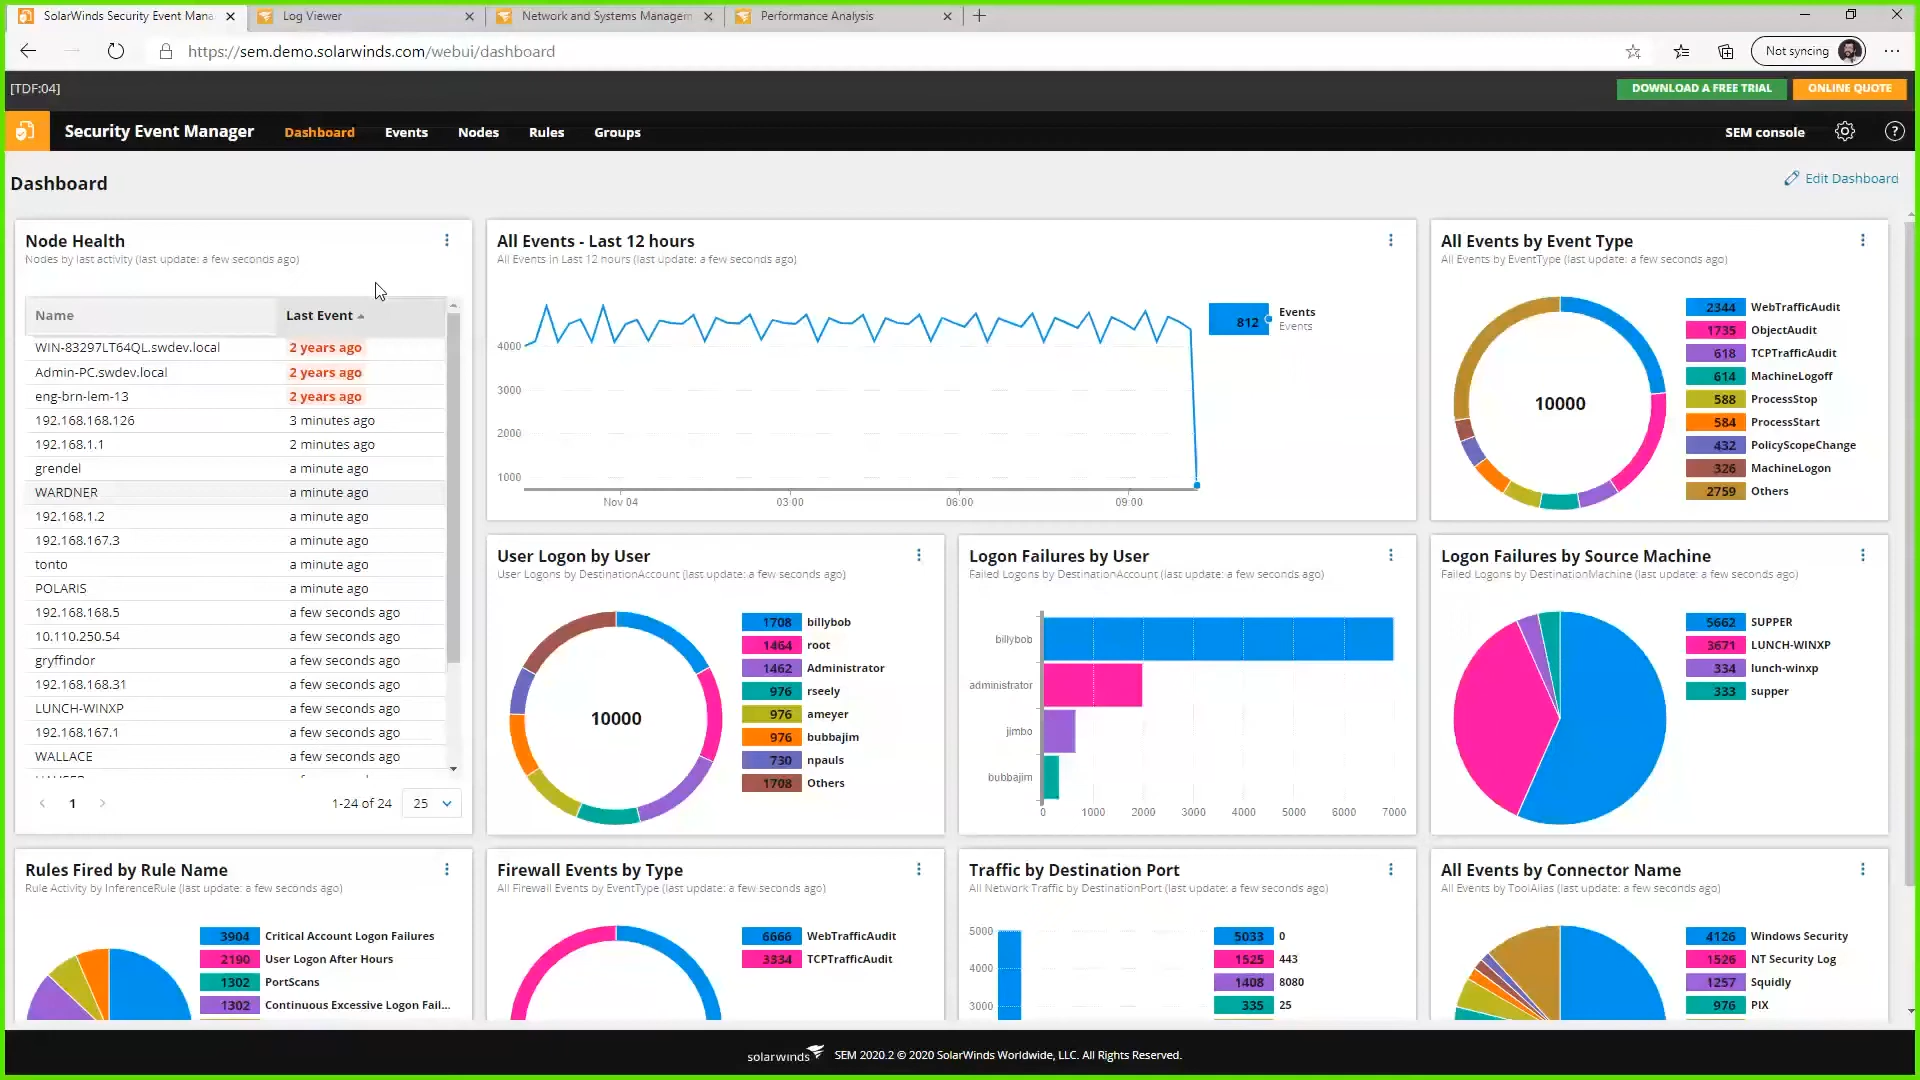 SolarWinds Security Event Mana
Log Viewer
Network and Systems Managem
Performance Analysis
https://sem.demo.solarwinds.com/webui/dashboard
Not syncing
[TDF:04]
DOWNLOAD A FREE TRIAL
ONLINE QUOTE
Security Event Manager
Dashboard
Events
Nodes
Rules
Groups
SEM console
Dashboard
Edit Dashboard
Node Health
Nodes by last activity (last update: a few seconds ago)
Name Last Event
WIN-83297LT64QL.swdev.local 2 years ago
Admin-PC.swdev.local 2 years ago
eng-brn-lem-13 2 years ago
192.168.168.126 3 minutes ago
192.168.1.1 2 minutes ago
grendel a minute ago
WARDNER a minute ago
192.168.1.2 a minute ago
192.168.167.3 a minute ago
tonto a minute ago
POLARIS a minute ago
192.168.168.5 a few seconds ago
10.110.250.54 a few seconds ago
gryffindor a few seconds ago
192.168.168.31 a few seconds ago
LUNCH-WINXP a few seconds ago
192.168.167.1 a few seconds ago
WALLACE a few seconds ago
1
1-24 of 24
25
All Events - Last 12 hours
All Events in Last 12 hours (last update: a few seconds ago)
4000
3000
2000
1000
Nov 04 03:00 06:00 09:00
812 Events
Events
All Events by Event Type
All Events by EventType (last update: a few seconds ago)
10000
2344 WebTrafficAudit
1735 ObjectAudit
618 TCPTrafficAudit
614 MachineLogoff
588 ProcessStop
584 ProcessStart
432 PolicyScopeChange
326 MachineLogon
2759 Others
User Logon by User
User Logons by DestinationAccount (last update: a few seconds ago)
10000
1708 billybob
1464 root
1462 Administrator
976 rseely
976 ameyer
976 bubbajim
730 npauls
1708 Others
Logon Failures by User
Failed Logons by DestinationAccount (last update: a few seconds ago)
billybob
administrator
jimbo
bubbajim
0 1000 2000 3000 4000 5000 6000 7000
Logon Failures by Source Machine
Failed Logons by DestinationMachine (last update: a few seconds ago)
5662 SUPPER
3671 LUNCH-WINXP
334 lunch-winxp
333 supper
Rules Fired by Rule Name
Rule Activity by InferenceRule (last update: a few seconds ago)
3904 Critical Account Logon Failures
2190 User Logon After Hours
1302 PortScans
1302 Continuous Excessive Logon Fail...
Firewall Events by Type
All Firewall Events by EventType (last update: a few seconds ago)
6666 WebTrafficAudit
3334 TCPTrafficAudit
Traffic by Destination Port
All Network Traffic by DestinationPort (last update: a few seconds ago)
5000
4000
3000
5033 0
1525 443
1408 8080
335 25
All Events by Connector Name
All Events by ToolAlias (last update: a few seconds ago)
4126 Windows Security
1526 NT Security Log
1257 Squidly
976 PIX
solarwinds
SEM 2020.2 © 2020 SolarWinds Worldwide, LLC. All Rights Reserved.